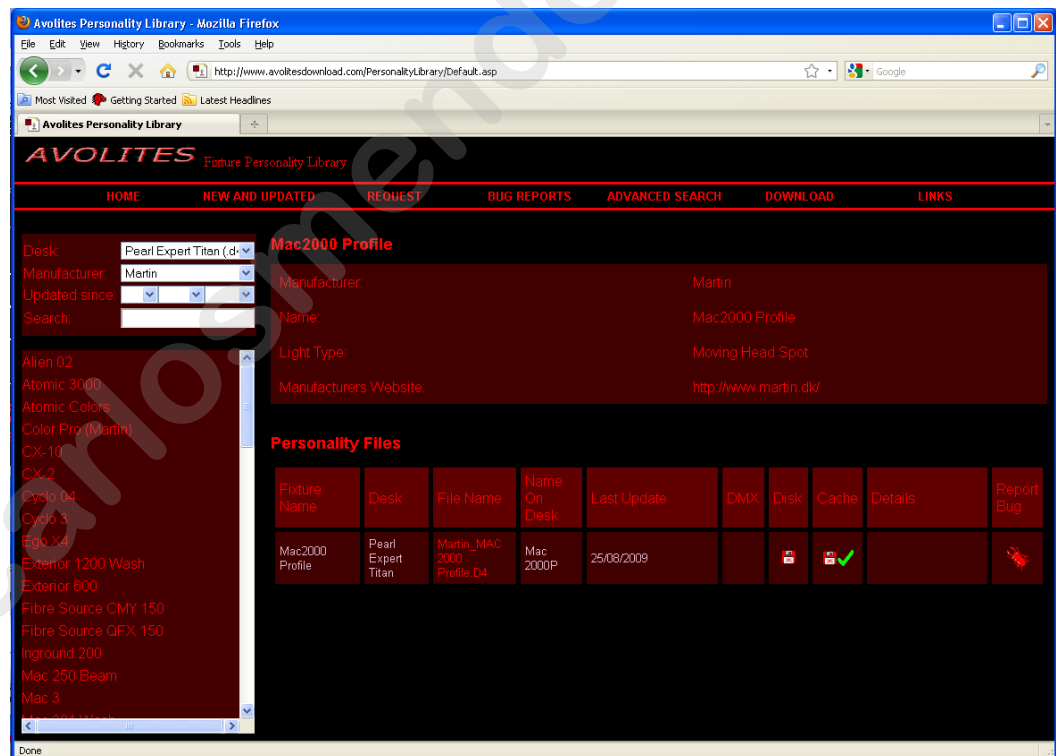 Avolites Personality Library - Mozilla Firefox
File Edit View History Bookmarks Tools Help
http://www.avolitesdownload.com/PersonalityLibrary/Default.asp
Google
Most Visited Getting Started Latest Headlines
Avolites Personality Library
AVOLITES Fixture Personality Library
HOME NEW AND UPDATED REQUEST BUG REPORTS ADVANCED SEARCH DOWNLOAD LINKS
Desk: Pearl Expert Titan (.d4
Manufacturer: Martin
Updated since:
Search:
Alien 02
Atomic 3000
Atomic Colors
Color Pro (Martin)
CX-10
CX-2
Cyclo 04
Cyclo 3
Ego X4
Exterior 1200 Wash
Exterior 600
Fibre Source CMY 150
Fibre Source QFX 150
Inground 200
Mac 250 Beam
Mac 3
Mac2000 Profile
Manufacturer: Martin
Name: Mac2000 Profile
Light Type: Moving Head Spot
Manufacturers Website: http://www.martin.dk/
Personality Files
Fixture Name Desk File Name Name On Desk Last Update DMX Disk Cache Details Report Bug
Mac2000 Profile Pearl Expert Titan Martin_MAC 2000 Profile.D4 Mac 2000P 25/08/2009
Done
carlosmendo